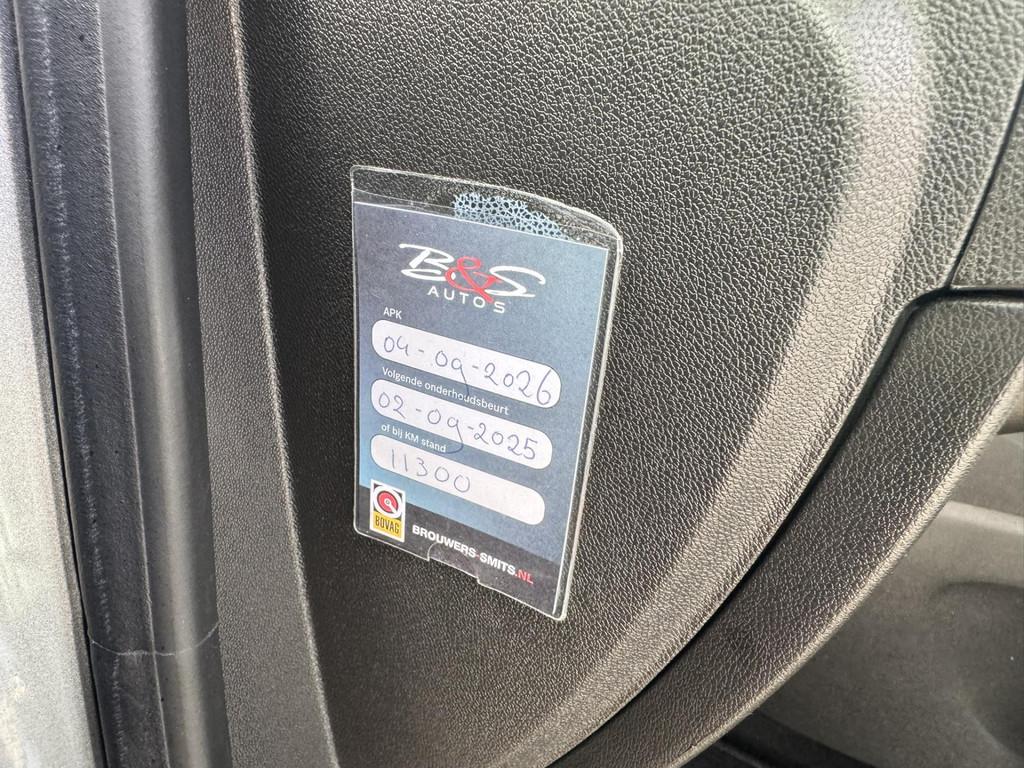 B&S
AUTO'S
APK
04-09-2026
Volgende onderhoudsbeurt
02-09-2025
of bij KM stand
11300
BOVAG
BROUWERS-SMITS.NL